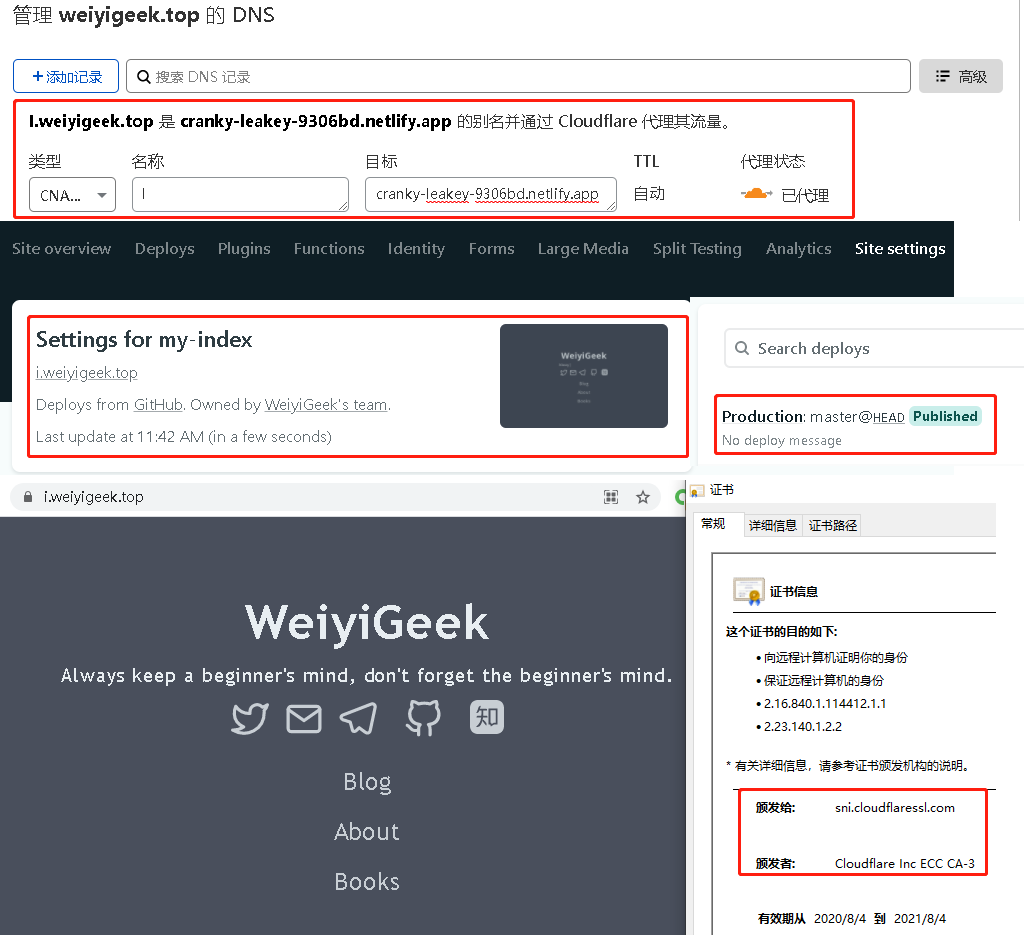 管理 weiyigeek.top 的 DNS
+添加记录
搜索 DNS 记录
高级
I.weiyigeek.top 是 cranky-leakey-9306bd.netlify.app 的别名并通过 Cloudflare 代理其流量。
类型 名称 目标 TTL 代理状态
CNA... I cranky-leakey-9306bd.netlify.app 自动 已代理
Site overview Deploys Plugins Functions Identity Forms Large Media Split Testing Analytics Site settings
Settings for my-index
i.weiyigeek.top
Deploys from GitHub. Owned by WeiyiGeek's team.
Last update at 11:42 AM (in a few seconds)
WeiyiGeek
Blog
About
Books
Search deploys
Production: master@HEAD Published
No deploy message
i.weiyigeek.top
WeiyiGeek
Always keep a beginner's mind, don't forget the beginner's mind.
知
Blog
About
Books
证书
常规 详细信息 证书路径
证书信息
这个证书的目的如下:
• 向远程计算机证明你的身份
• 保证远程计算机的身份
• 2.16.840.1.114412.1.1
• 2.23.140.1.2.2
* 有关详细信息，请参考证书颁发机构的说明。
颁发给: sni.cloudflaressl.com
颁发者: Cloudflare Inc ECC CA-3
有效期从 2020/8/4 到 2021/8/4